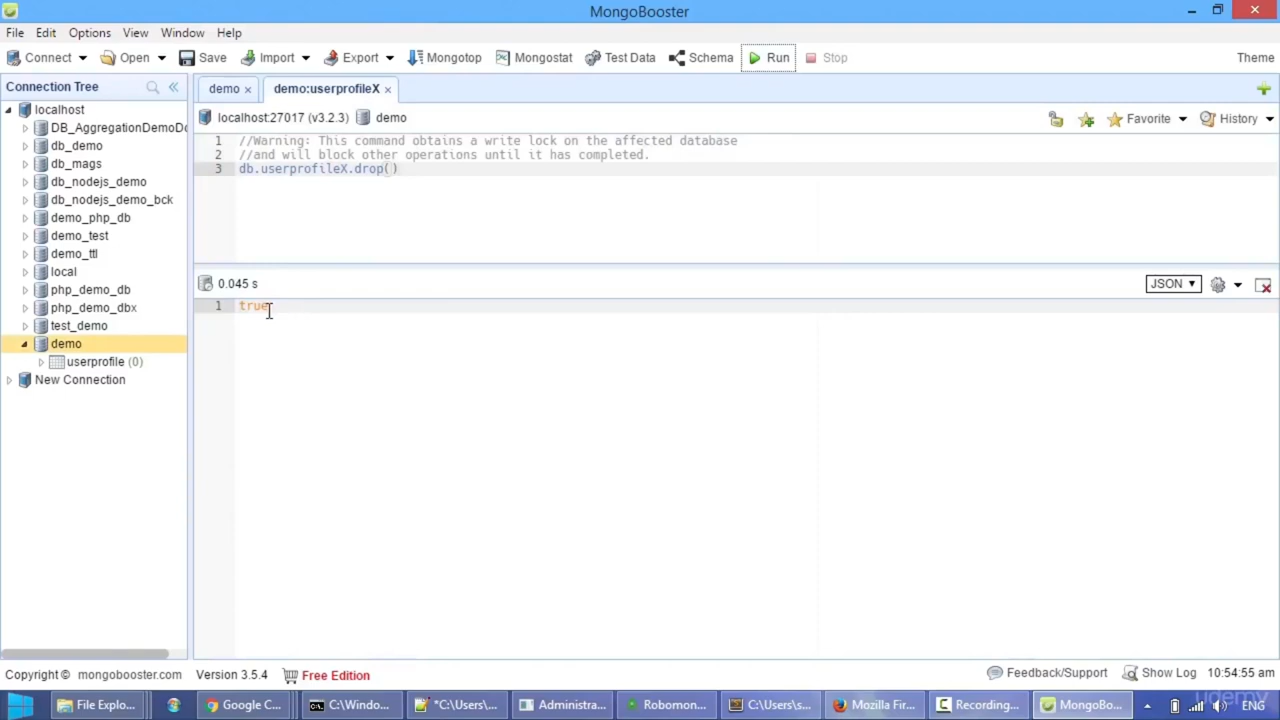 MongoBooster
File Edit Options View Window Help
Connect Open Save Import Export Mongotop Mongostat Test Data Schema Run Stop Theme
Connection Tree
demo × demo:userprofileX ×
localhost:27017 (v3.2.3) demo Favorite History
1 //Warning: This command obtains a write lock on the affected database
2 //and will block other operations until it has completed.
3 db.userprofileX.drop()
0.045 s JSON ▼
1 true
localhost
DB_AggregationDemoDo
db_demo
db_mags
db_nodejs_demo
db_nodejs_demo_bck
demo_php_db
demo_test
demo_ttl
local
php_demo_db
php_demo_dbx
test_demo
demo
userprofile (0)
New Connection
Copyright © mongobooster.com Version 3.5.4 Free Edition Feedback/Support Show Log 10:54:55 am
File Explo... Google C... C:\Windo... *C:\Users\... Administra... Robomon... C:\Users\s... Mozilla Fir... Recording... MongoBo... ENG
udemy